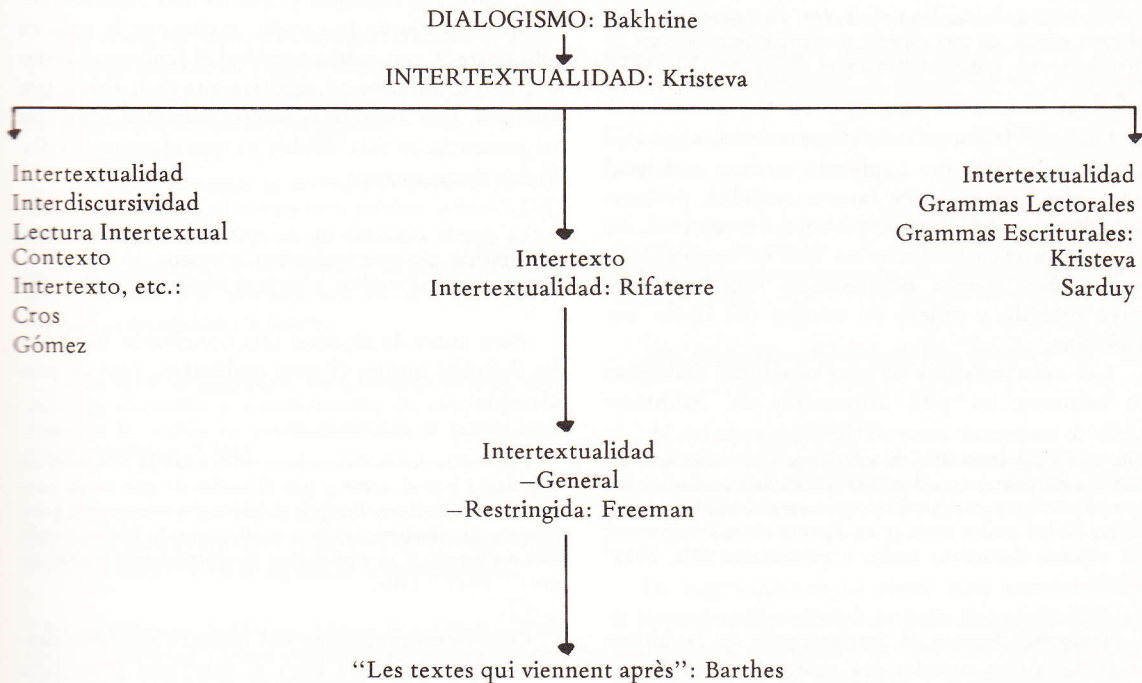 DIALOGISMO: Bakhtine
INTERTEXTUALIDAD: Kristeva
Intertextualidad
Interdiscursividad
Lectura Intertextual
Contexto
Intertexto, etc.:
Cros
Gómez
Intertexto
Intertextualidad: Rifaterre
Intertextualidad
Grammas Lectorales
Grammas Escriturales:
Kristeva
Sarduy
Intertextualidad
—General
—Restringida: Freeman
“Les textes qui viennent après”: Barthes